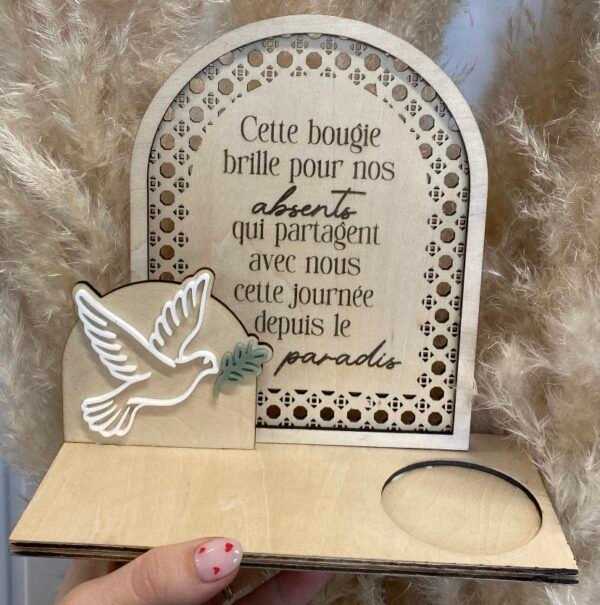 Cette bougie
brille pour nos
absents
qui partagent
avec nous
cette journée
depuis le
paradis